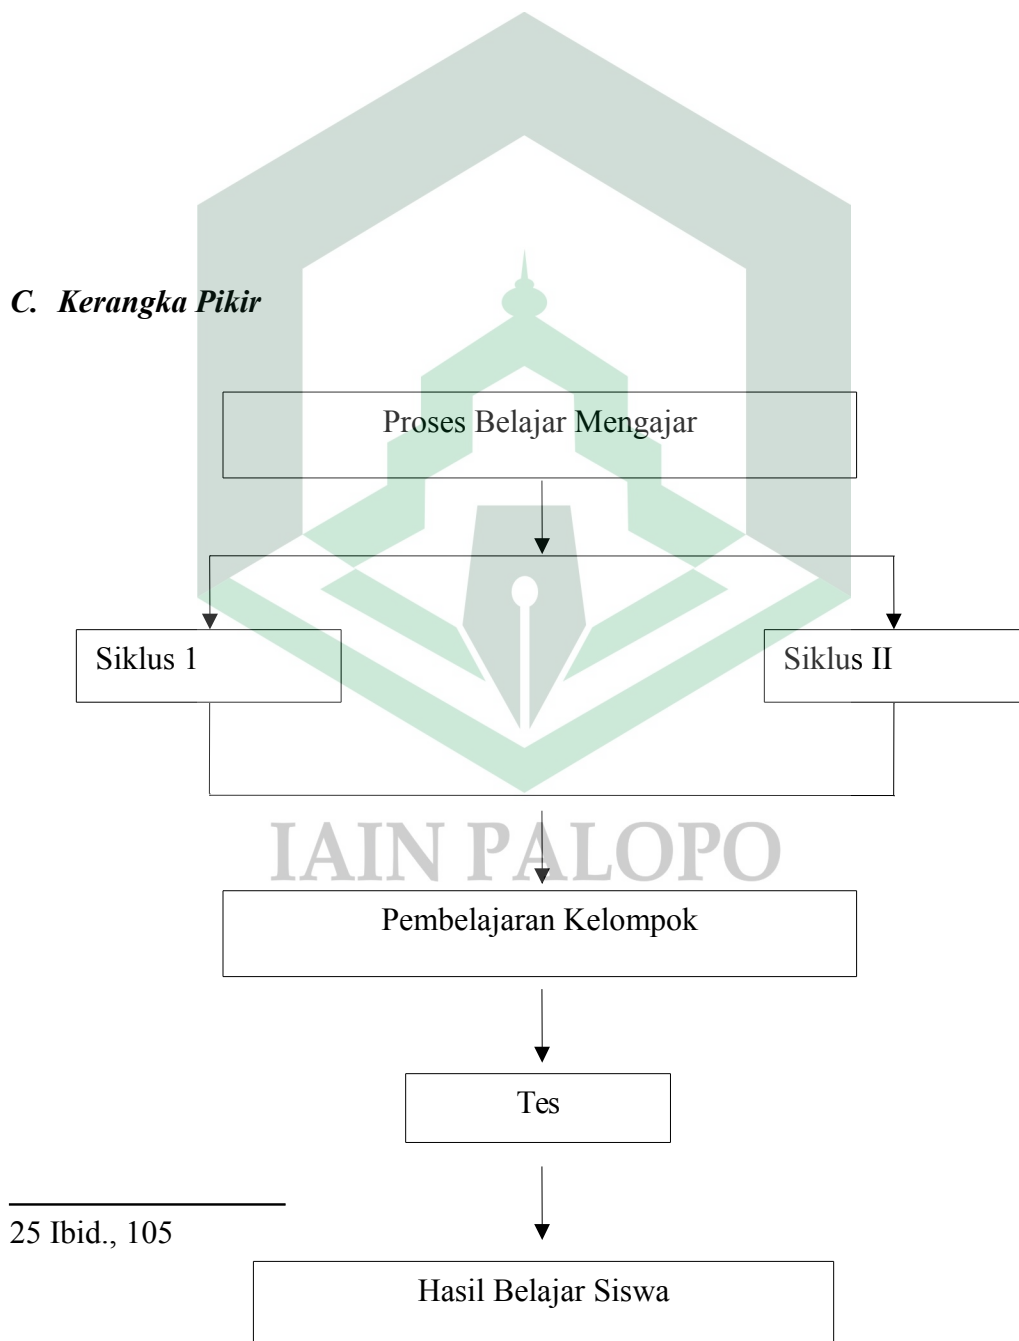 C. Kerangka Pikir
Proses Belajar Mengajar
Siklus 1
Siklus II
IAIN PALOPO
Pembelajaran Kelompok
Tes
25 Ibid., 105
Hasil Belajar Siswa